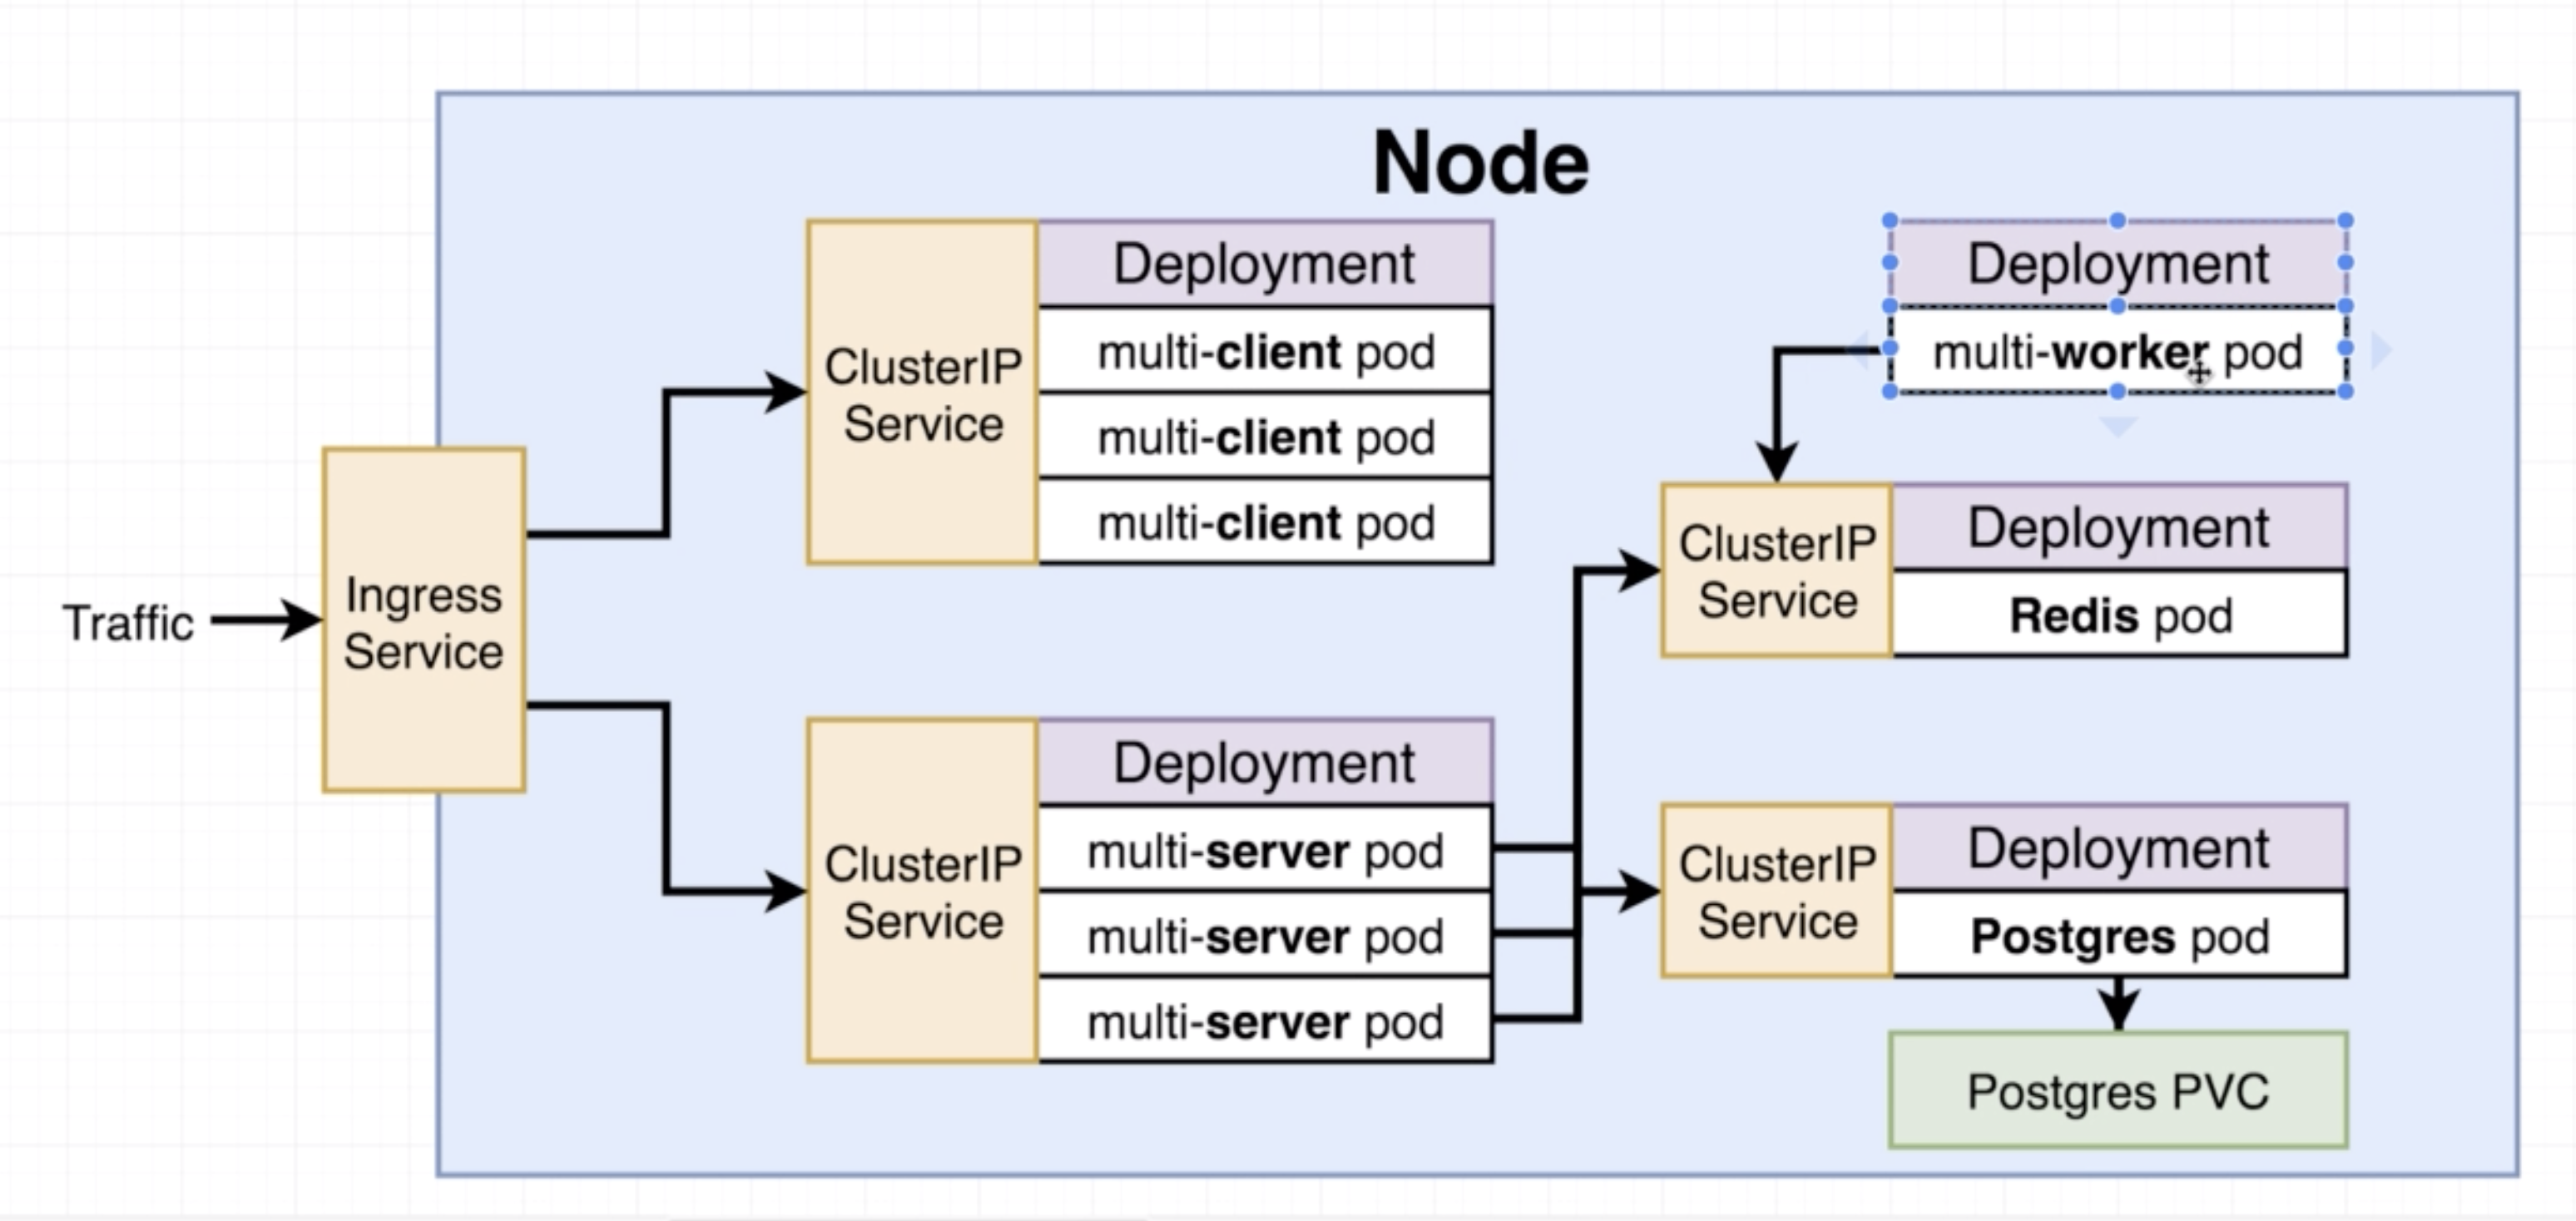 Node
Traffic
Ingress
Service
ClusterIP
Service
Deployment
multi-client pod
multi-client pod
multi-client pod
ClusterIP
Service
Deployment
multi-server pod
multi-server pod
multi-server pod
Deployment
multi-worker pod
ClusterIP
Service
Deployment
Redis pod
ClusterIP
Service
Deployment
Postgres pod
Postgres PVC